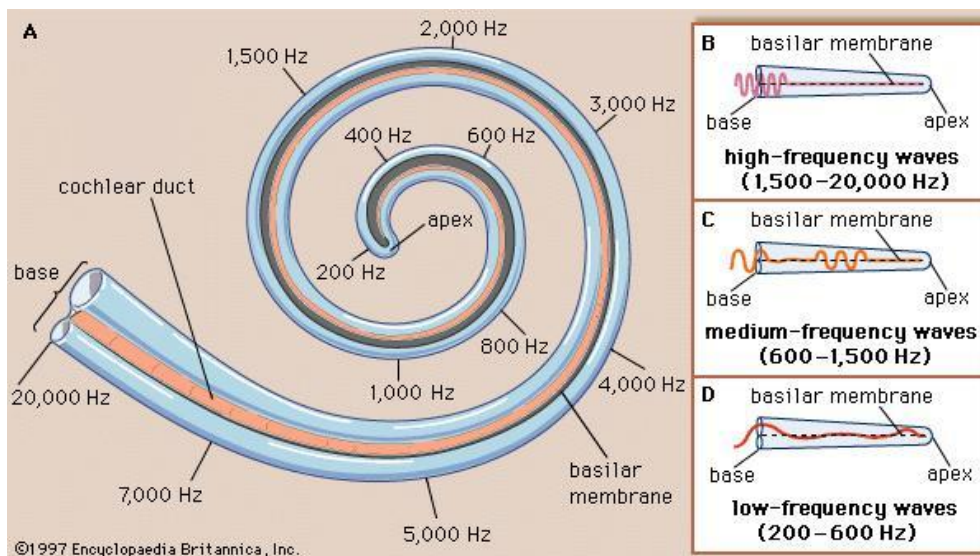 A
2,000 Hz
1,500 Hz
3,000 Hz
400 Hz
600 Hz
cochlear duct
apex
200 Hz
base
800 Hz
1,000 Hz
4,000 Hz
20,000 Hz
basilar
membrane
7,000 Hz
5,000 Hz
©1997 Encyclopaedia Britannica, Inc.
B
basilar membrane
base
apex
high-frequency waves
(1,500–20,000 Hz)
C
basilar membrane
base
apex
medium-frequency waves
(600–1,500 Hz)
D
basilar membrane
base
apex
low-frequency waves
(200–600 Hz)